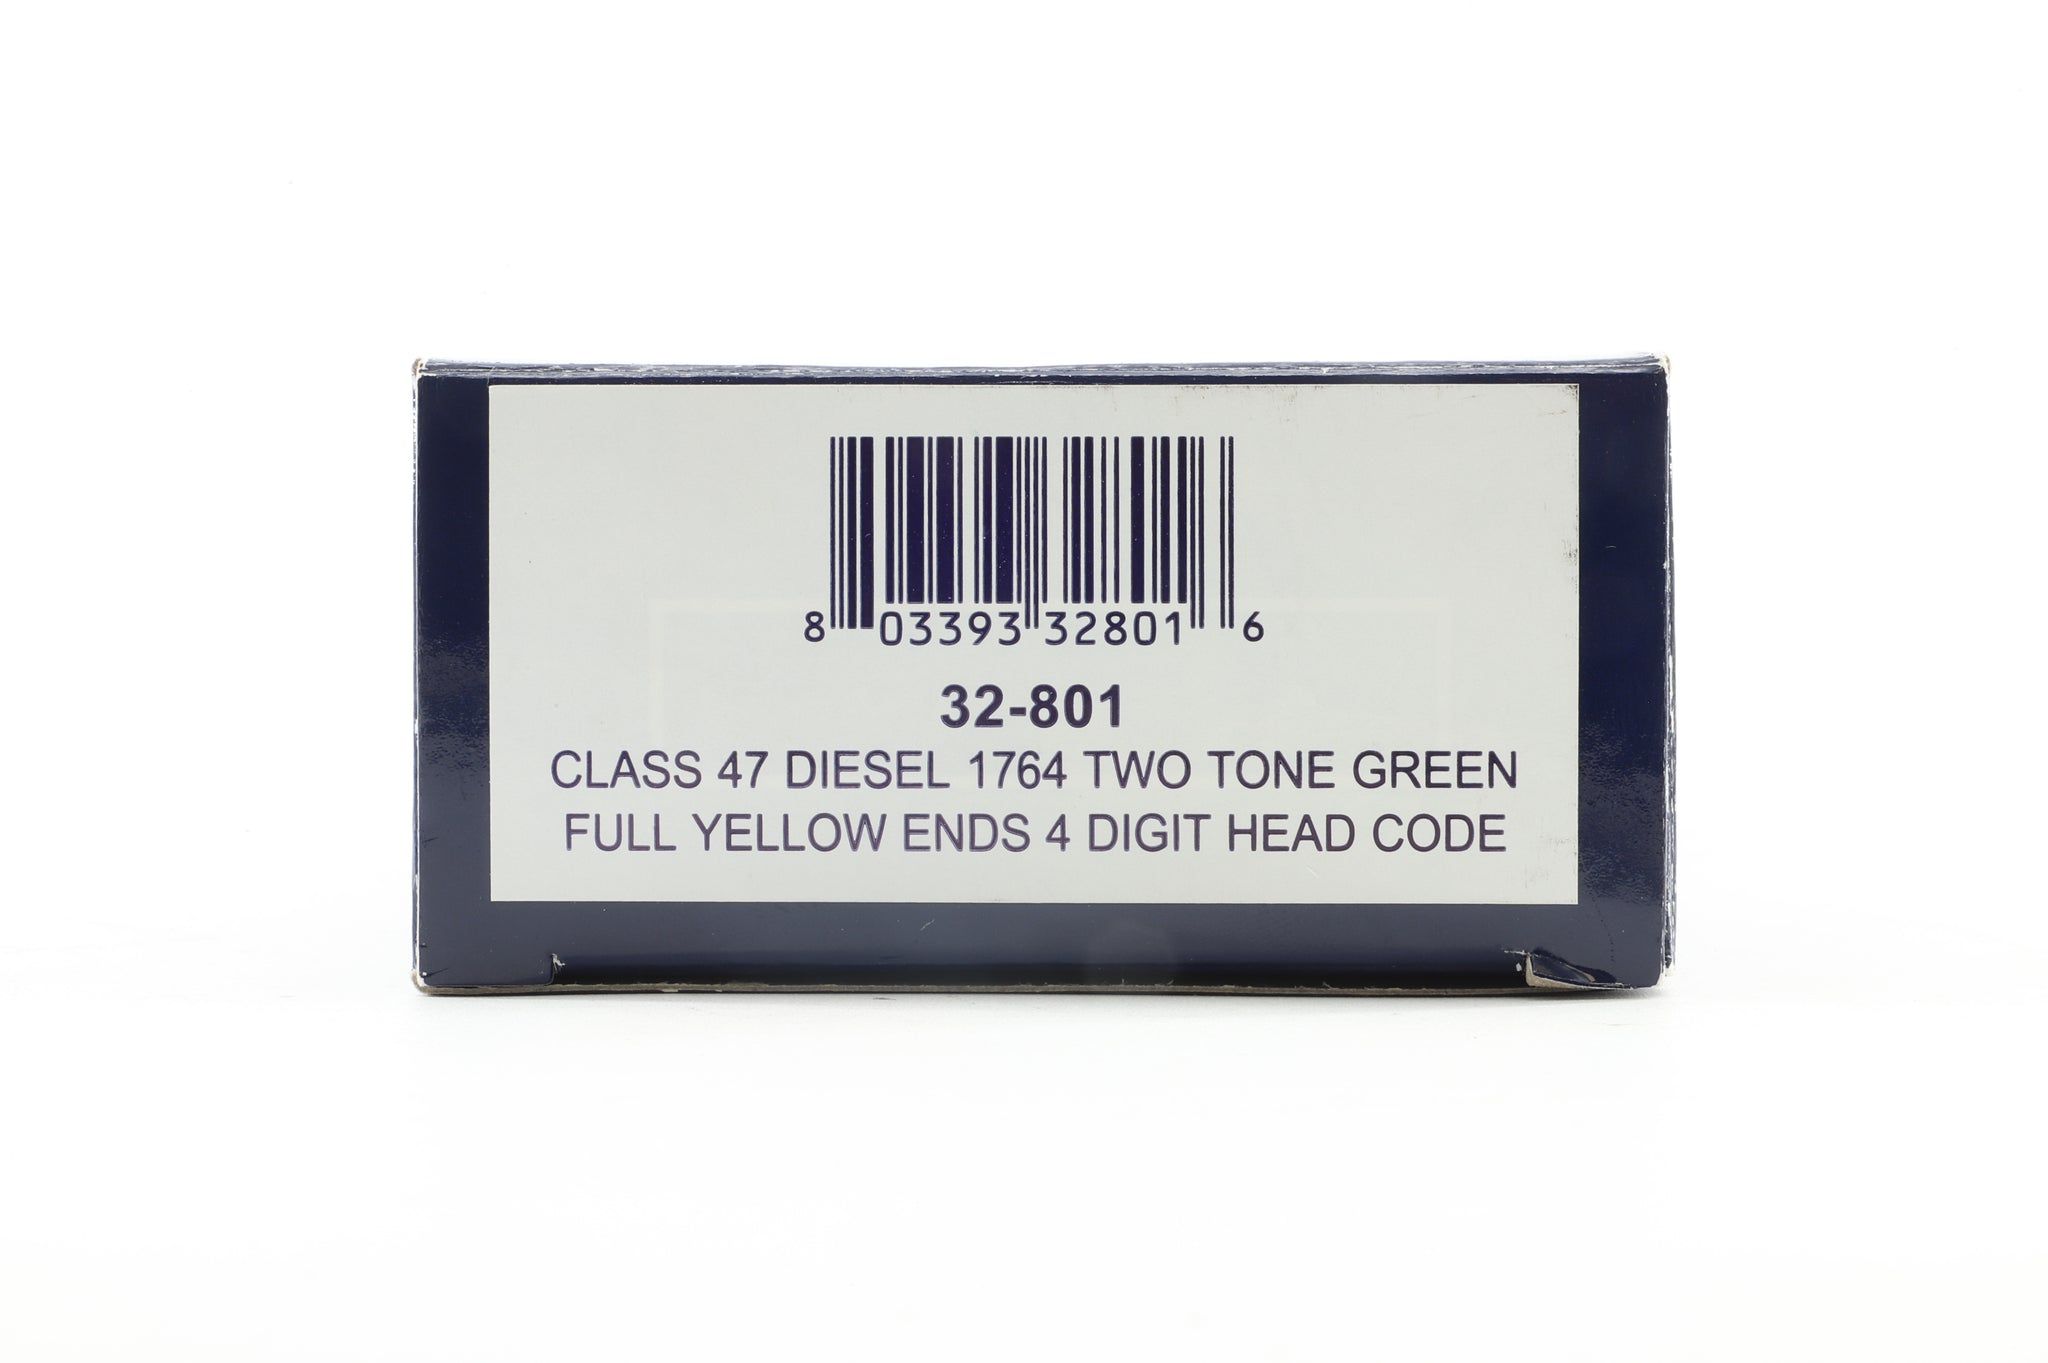 8 03393 32801 6
32-801
CLASS 47 DIESEL 1764 TWO TONE GREEN
FULL YELLOW ENDS 4 DIGIT HEAD CODE